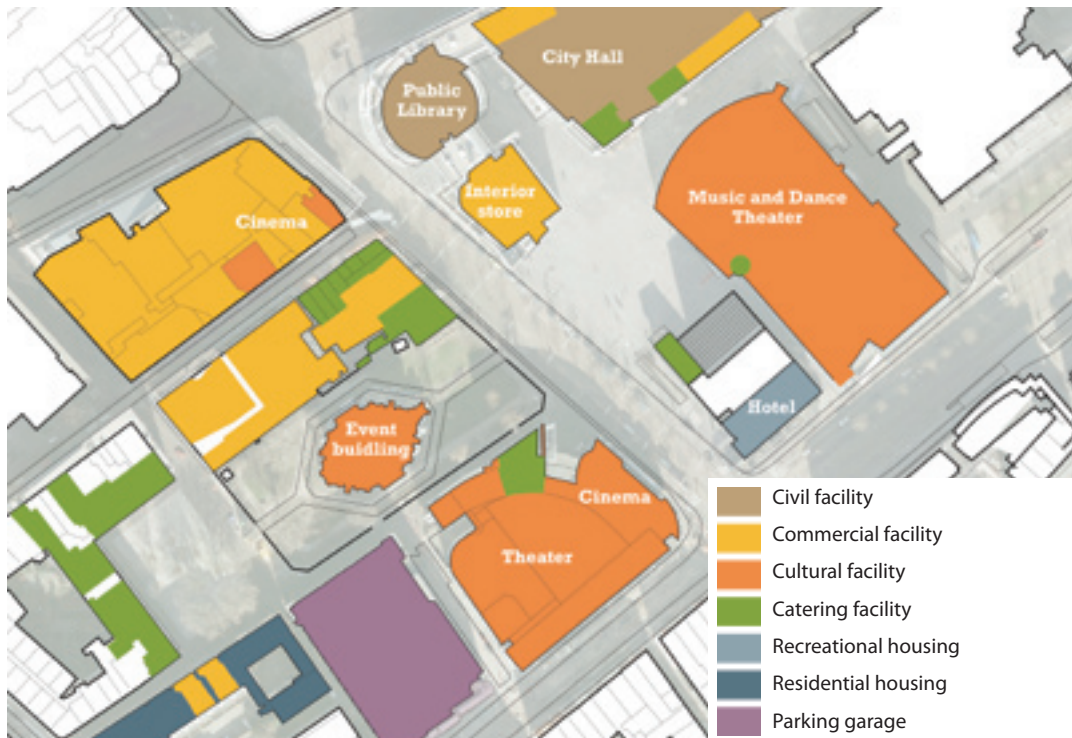 City Hall
Public
Library
Interior
store
Music and Dance
Theater
Cinema
Hotel
Event
buidling
Cinema
Theater
Civil facility
Commercial facility
Cultural facility
Catering facility
Recreational housing
Residential housing
Parking garage